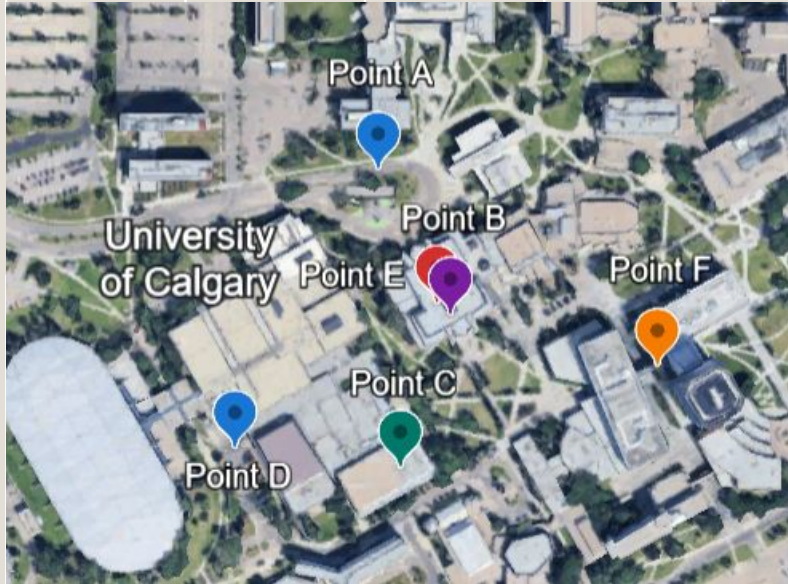 Point A
Point B
University
of Calgary
Point E
Point F
Point C
Point D